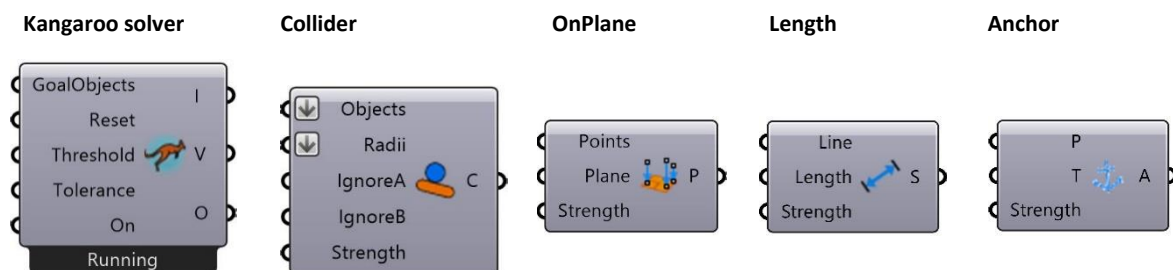 Kangaroo solver
Collider
OnPlane
Length
Anchor
GoalObjects
Reset
Threshold
Tolerance
On
I
V
O
Running
Objects
Radii
IgnoreA
IgnoreB
Strength
C
Points
Plane
Strength
P
Line
Length
Strength
S
P
T
Strength
A